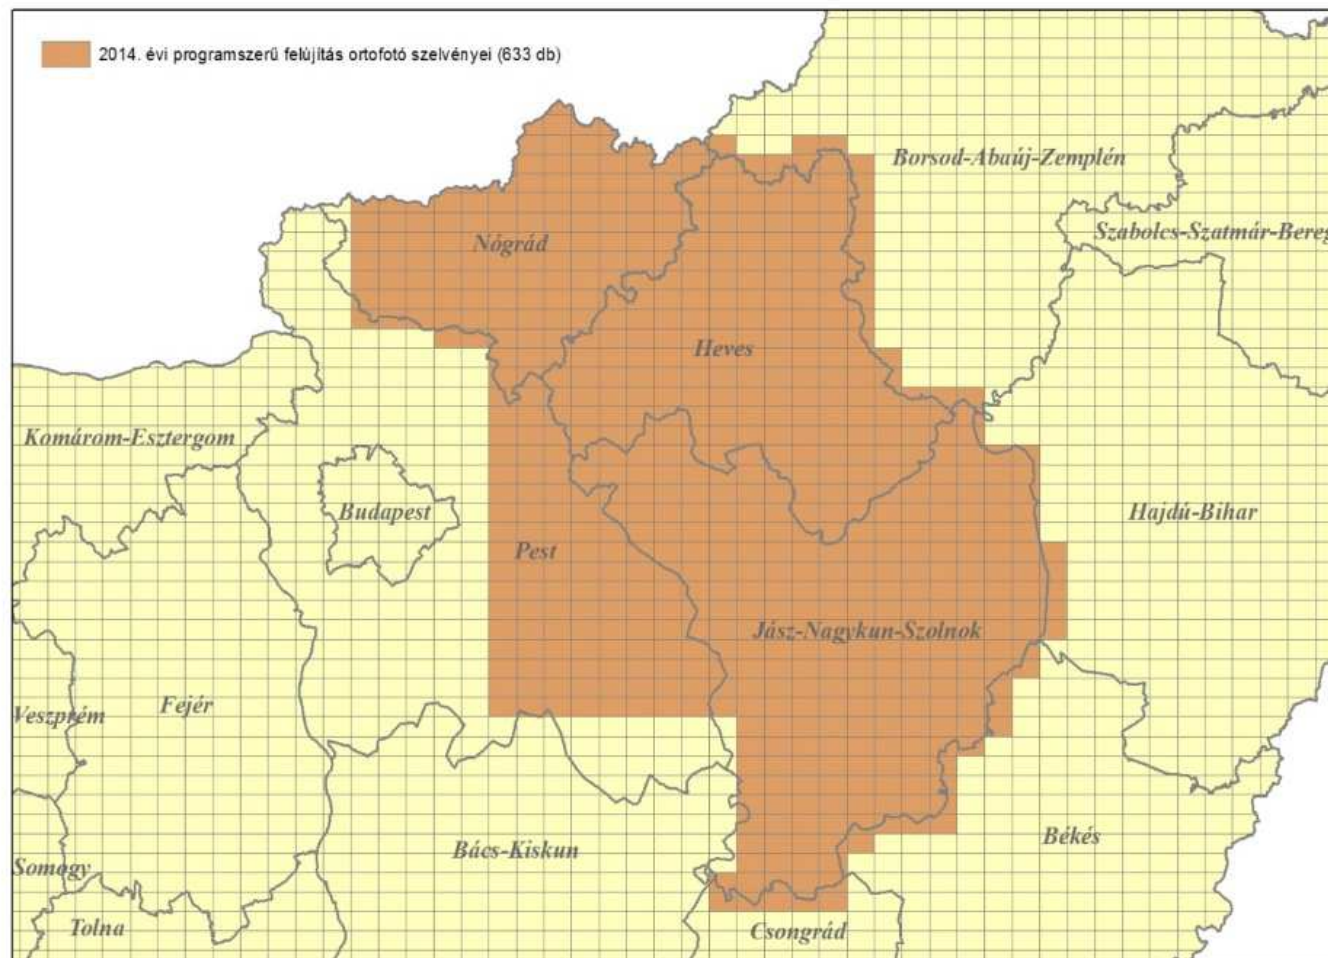 2014. évi programszerű felújítás ortofotó szelvényei (633 db)
Borsod-Abaúj-Zemplén
Szabolcs-Szatmár-Bereg
Nógrád
Heves
Komárom-Esztergom
Budapest
Hajdú-Bihar
Pest
Jász-Nagykun-Szolnok
Veszprém
Fejér
Békés
Bács-Kiskun
Somogy
Tolna
Csongrád